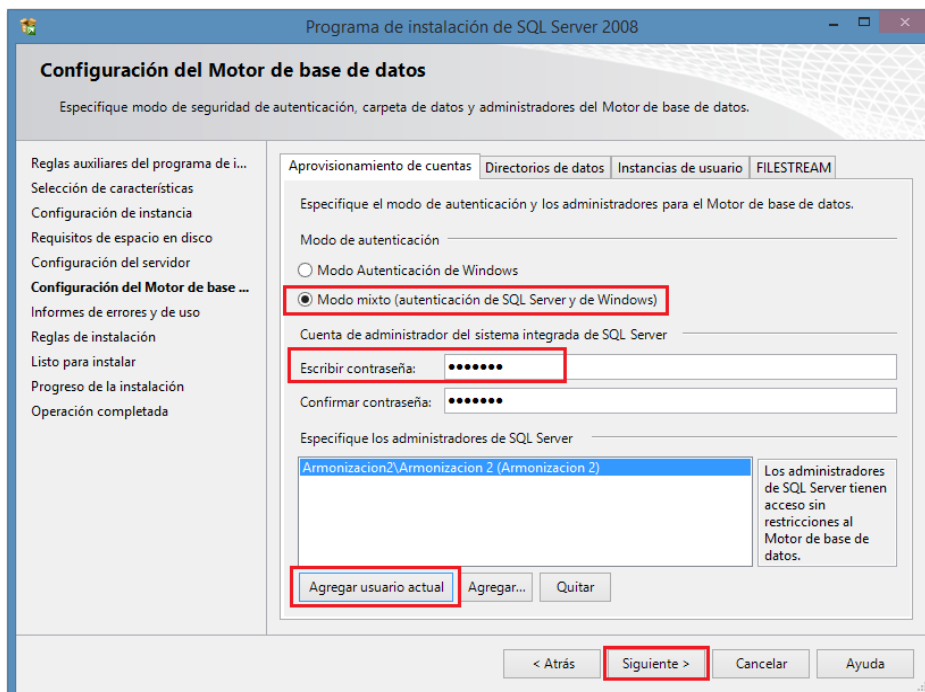 Programa de instalación de SQL Server 2008
Configuración del Motor de base de datos
Especifique modo de seguridad de autenticación, carpeta de datos y administradores del Motor de base de datos.
Reglas auxiliares del programa de i...
Selección de características
Configuración de instancia
Requisitos de espacio en disco
Configuración del servidor
Configuración del Motor de base ...
Informes de errores y de uso
Reglas de instalación
Listo para instalar
Progreso de la instalación
Operación completada
Aprovisionamiento de cuentas Directorios de datos Instancias de usuario FILESTREAM
Especifique el modo de autenticación y los administradores para el Motor de base de datos.
Modo de autenticación
Modo Autenticación de Windows
Modo mixto (autenticación de SQL Server y de Windows)
Cuenta de administrador del sistema integrada de SQL Server
Escribir contraseña: •••••••
Confirmar contraseña: •••••••
Especifique los administradores de SQL Server
Armonizacion2\Armonizacion 2 (Armonizacion 2)
Los administradores
de SQL Server tienen
acceso sin
restricciones al
Motor de base de
datos.
Agregar usuario actual Agregar... Quitar
< Atrás Siguiente > Cancelar Ayuda